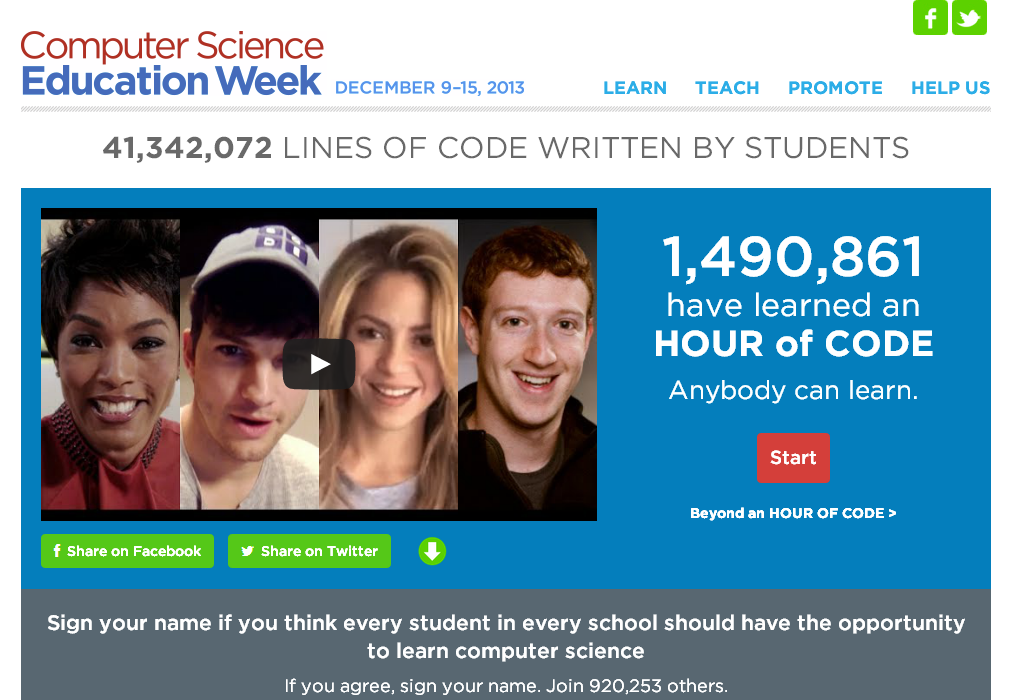 Computer Science
Education Week DECEMBER 9–15, 2013
LEARN TEACH PROMOTE HELP US
41,342,072 LINES OF CODE WRITTEN BY STUDENTS
1,490,861
have learned an
HOUR of CODE
Anybody can learn.
Start
Beyond an HOUR OF CODE >
Share on Facebook Share on Twitter
Sign your name if you think every student in every school should have the opportunity
to learn computer science
If you agree, sign your name. Join 920,253 others.